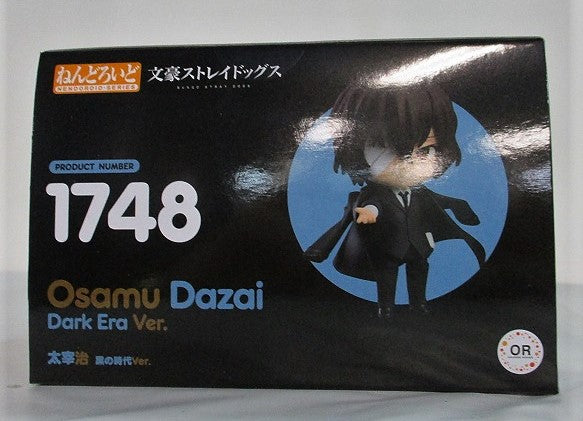 ねんどろいど
NENDOROID SERIES
文豪ストレイドッグス
BUNGO STRAY DOGS
PRODUCT NUMBER
1748
Osamu Dazai
Dark Era Ver.
太宰治 黒の時代Ver.
OR